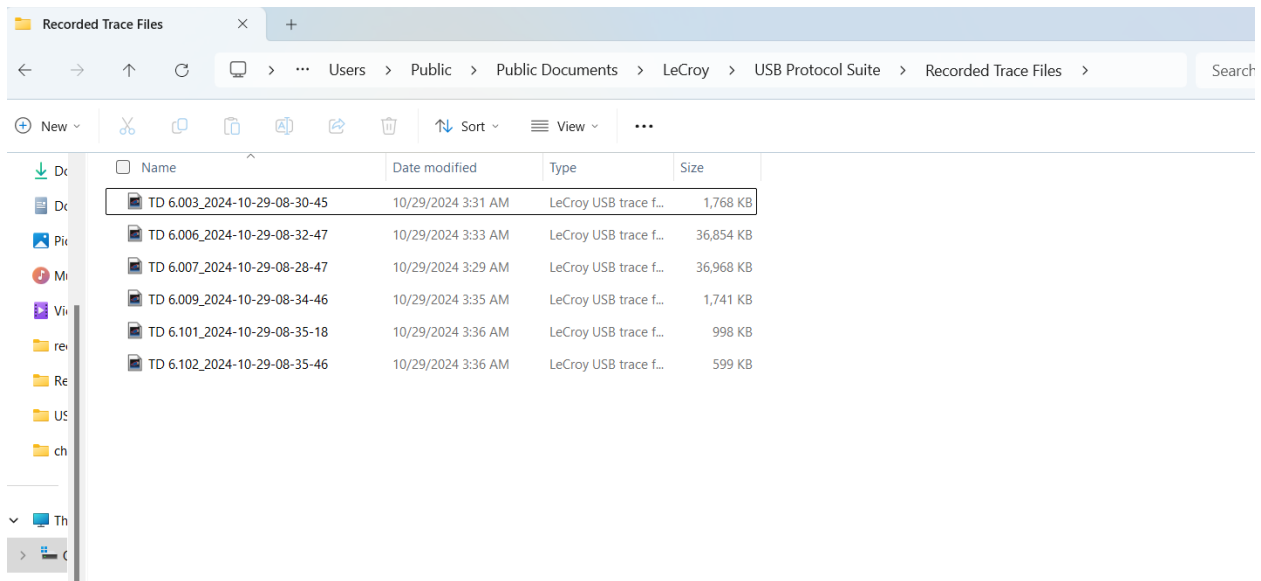 Recorded Trace Files
Users > Public > Public Documents > LeCroy > USB Protocol Suite > Recorded Trace Files >
Search
New
Sort
View
Name Date modified Type Size
TD 6.003_2024-10-29-08-30-45 10/29/2024 3:31 AM LeCroy USB trace f... 1,768 KB
TD 6.006_2024-10-29-08-32-47 10/29/2024 3:33 AM LeCroy USB trace f... 36,854 KB
TD 6.007_2024-10-29-08-28-47 10/29/2024 3:29 AM LeCroy USB trace f... 36,968 KB
TD 6.009_2024-10-29-08-34-46 10/29/2024 3:35 AM LeCroy USB trace f... 1,741 KB
TD 6.101_2024-10-29-08-35-18 10/29/2024 3:36 AM LeCroy USB trace f... 998 KB
TD 6.102_2024-10-29-08-35-46 10/29/2024 3:36 AM LeCroy USB trace f... 599 KB